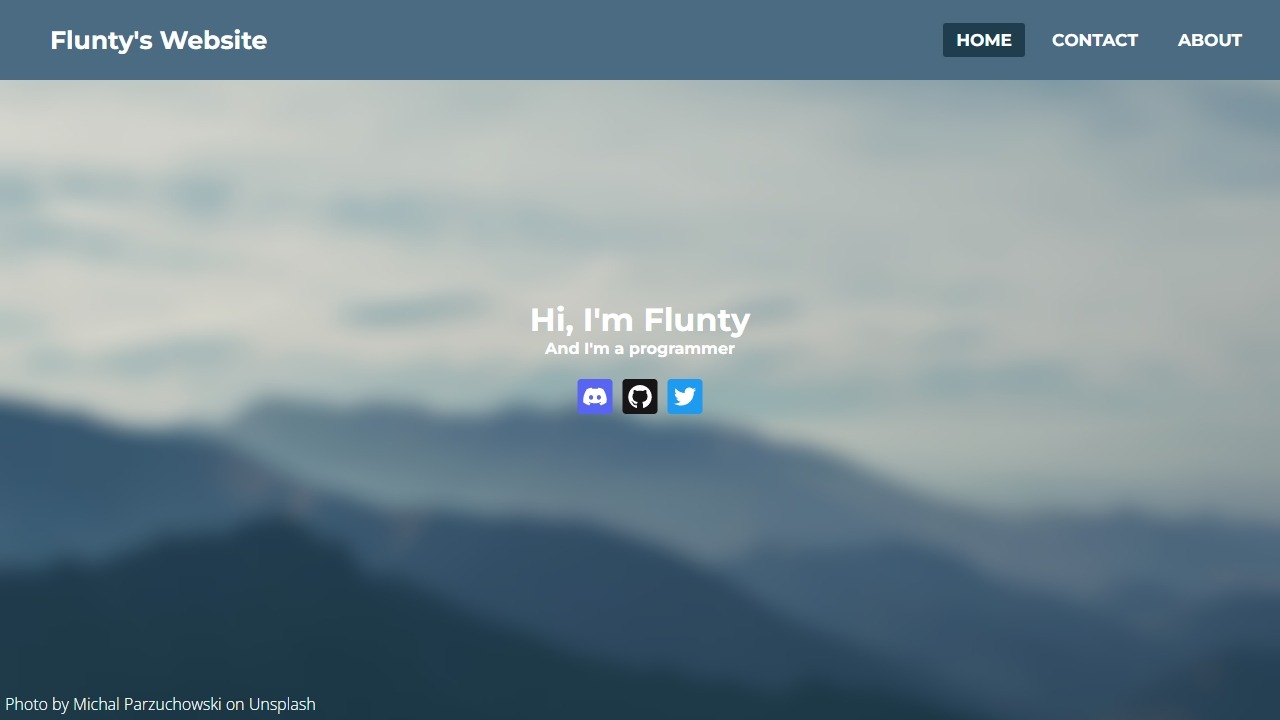 Flunty's Website
HOME CONTACT ABOUT
Hi, I'm Flunty
And I'm a programmer
Photo by Michal Parzuchowski on Unsplash